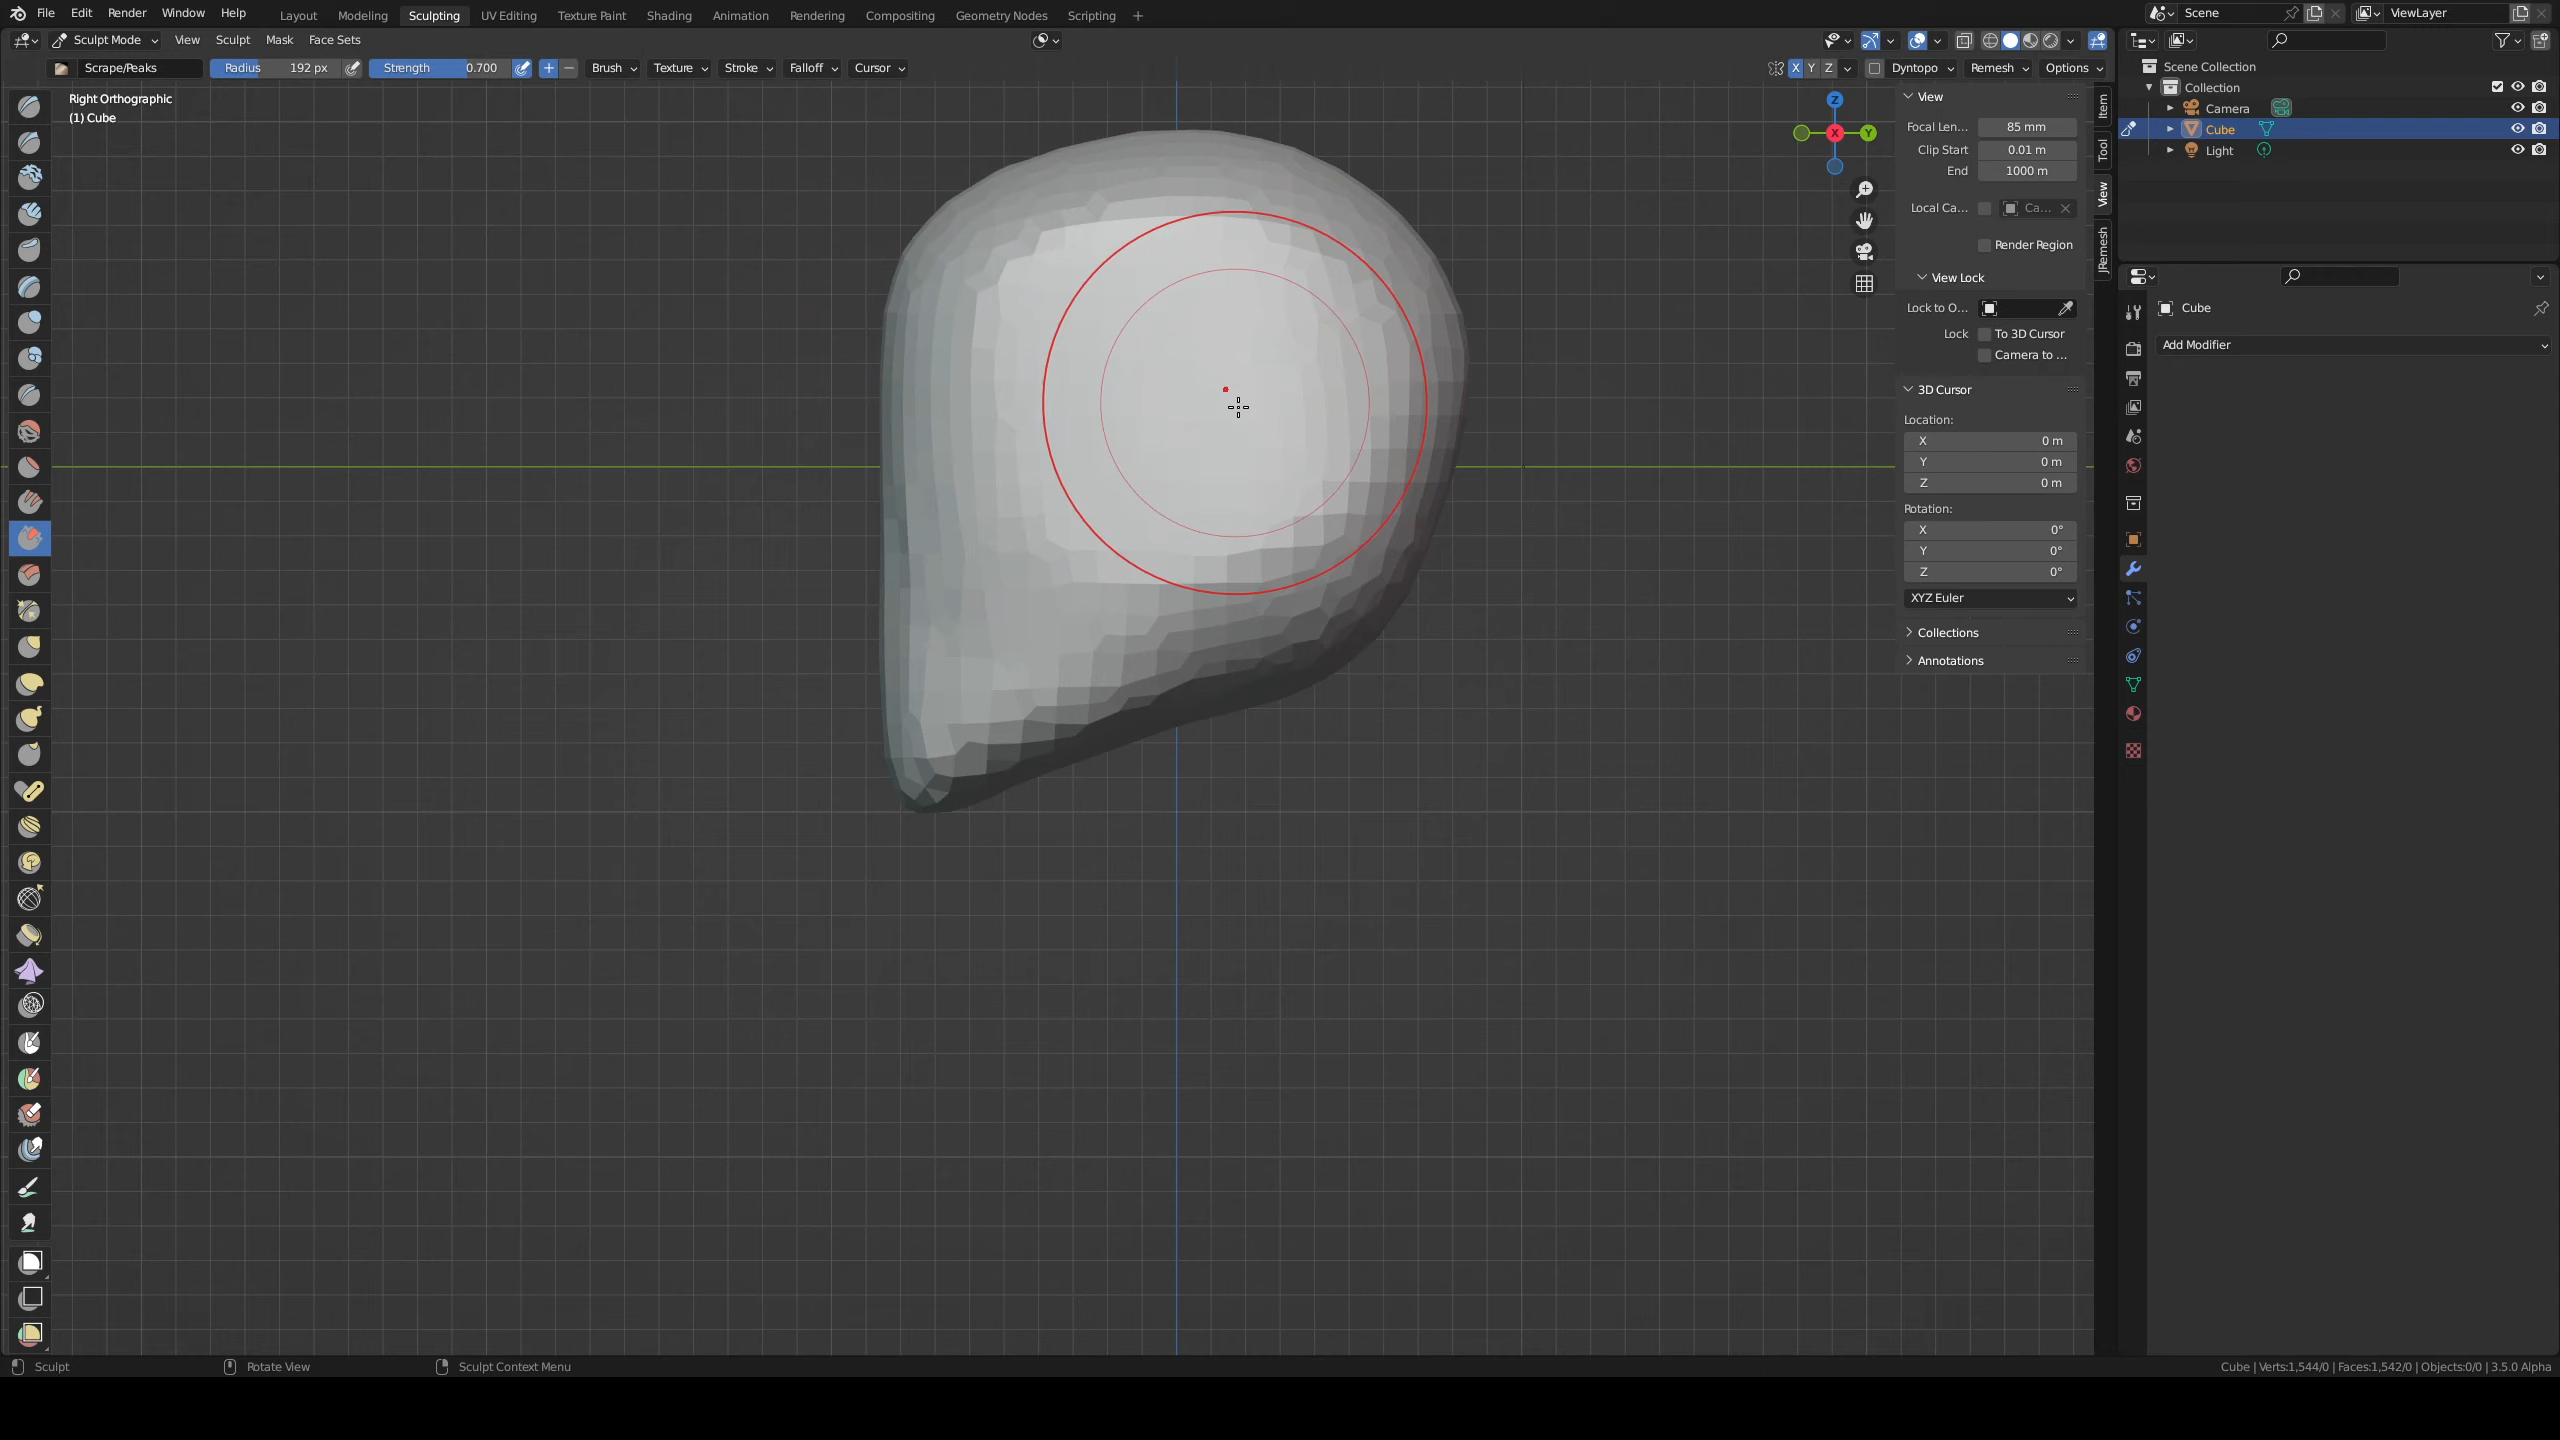 File Edit Render Window Help Layout Modeling Sculpting UV Editing Texture Paint Shading Animation Rendering Compositing Geometry Nodes Scripting + Scene ViewLayer
Sculpt Mode View Sculpt Mask Face Sets
Scrape/Peaks Radius 192 px Strength 0.700 + − Brush Texture Stroke Falloff Cursor X Y Z Dyntopo Remesh Options
Right Orthographic
(1) Cube
Z
X
Y
View
Focal Len... 85 mm
Clip Start 0.01 m
End 1000 m
Local Ca... Ca...
Render Region
View Lock
Lock to O...
Lock To 3D Cursor
Camera to ...
3D Cursor
Location:
X 0 m
Y 0 m
Z 0 m
Rotation:
X 0°
Y 0°
Z 0°
XYZ Euler
Collections
Annotations
Item
Tool
View
JRemesh
Scene Collection
Collection
Camera
Cube
Light
Cube
Add Modifier
Sculpt Rotate View Sculpt Context Menu Cube | Verts:1,544/0 | Faces:1,542/0 | Objects:0/0 | 3.5.0 Alpha